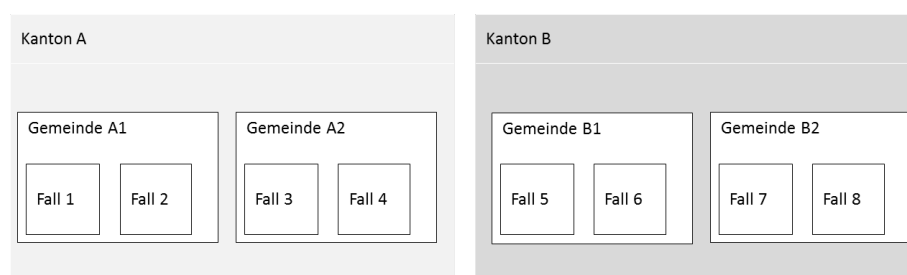 Kanton A
Gemeinde A1
Fall 1
Fall 2
Gemeinde A2
Fall 3
Fall 4
Kanton B
Gemeinde B1
Fall 5
Fall 6
Gemeinde B2
Fall 7
Fall 8